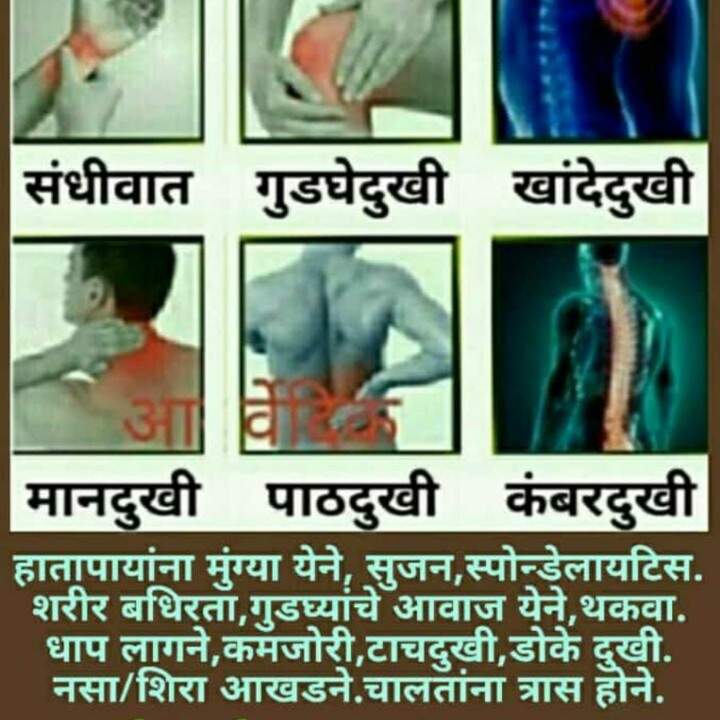 संधीवात गुडघेदुखी खांदेदुखी
मानदुखी पाठदुखी कंबरदुखी
हातापायांना मुंग्या येने, सुजन,स्पोन्डेलायटिस.
शरीर बधिरता,गुडघ्यांचे आवाज येने,थकवा.
धाप लागने,कमजोरी,टाचदुखी,डोके दुखी.
नसा/शिरा आखडने.चालतांना त्रास होने.